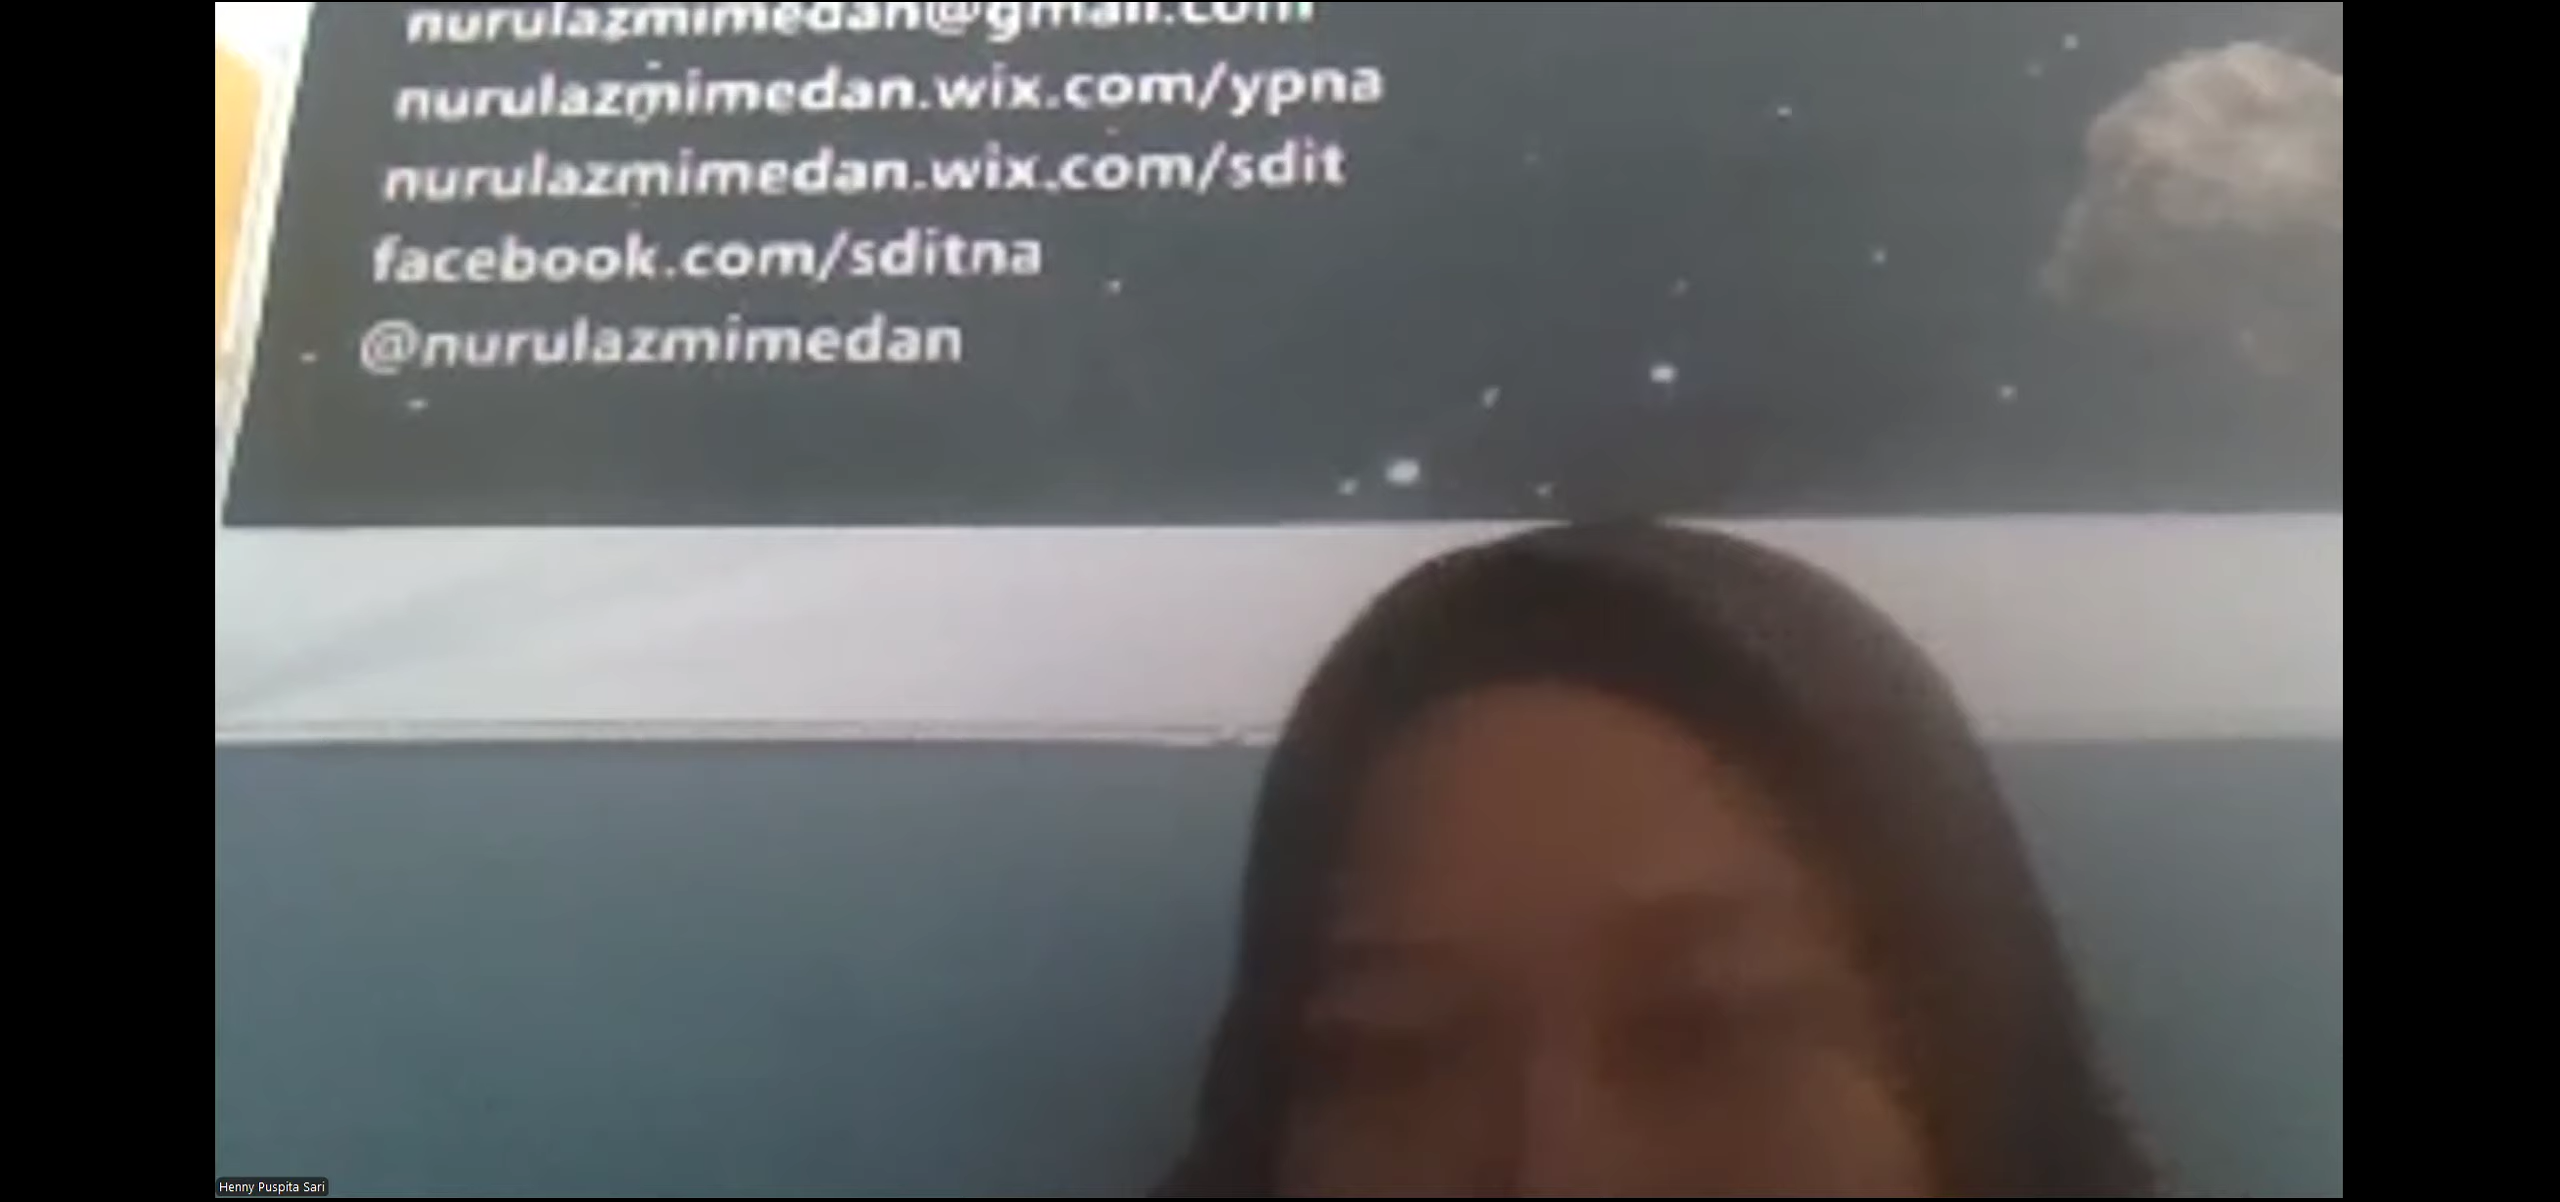 nurulazmimedan@gmail.com
nurulazmimedan.wix.com/ypna
nurulazmimedan.wix.com/sdit
facebook.com/sditna
@nurulazmimedan
Henny Puspita Sari